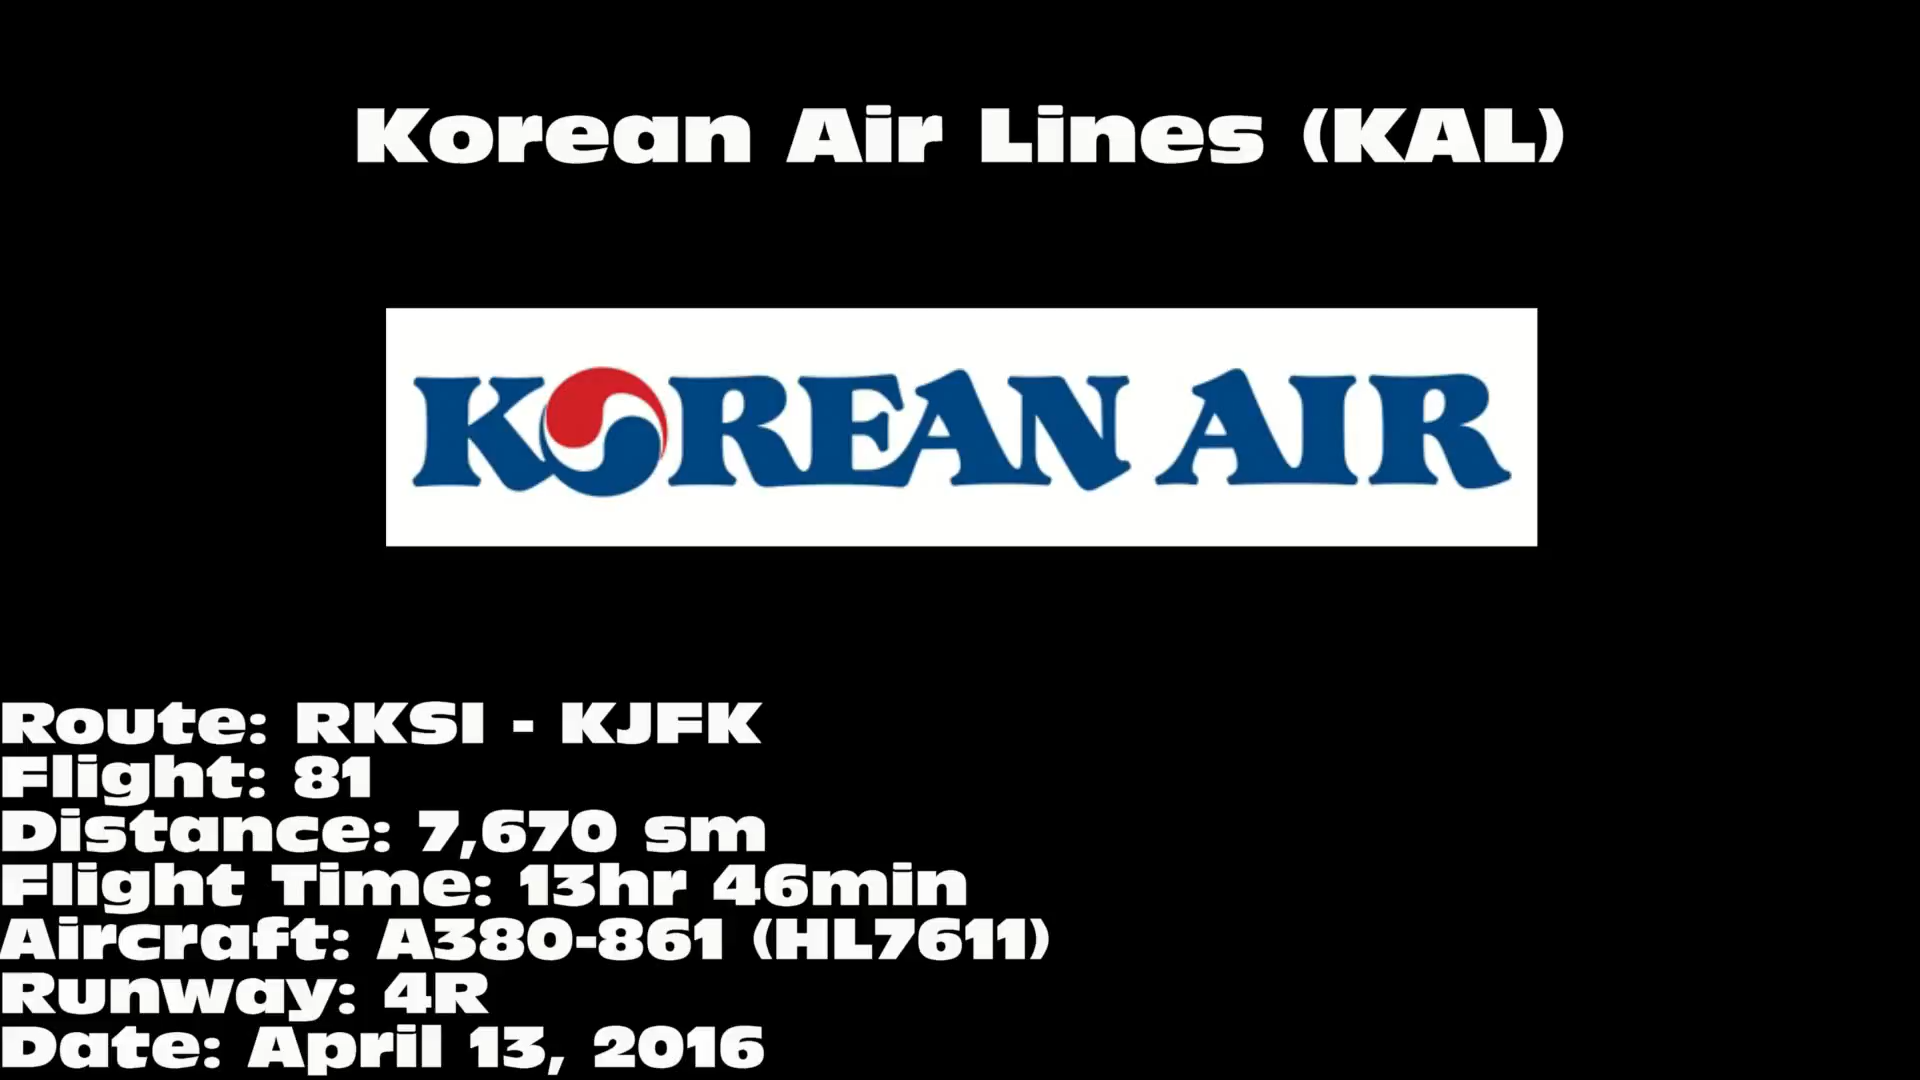 Korean Air Lines (KAL)
KOREAN AIR
Route: RKSI - KJFK
Flight: 81
Distance: 7,670 sm
Flight Time: 13hr 46min
Aircraft: A380-861 (HL7611)
Runway: 4R
Date: April 13, 2016